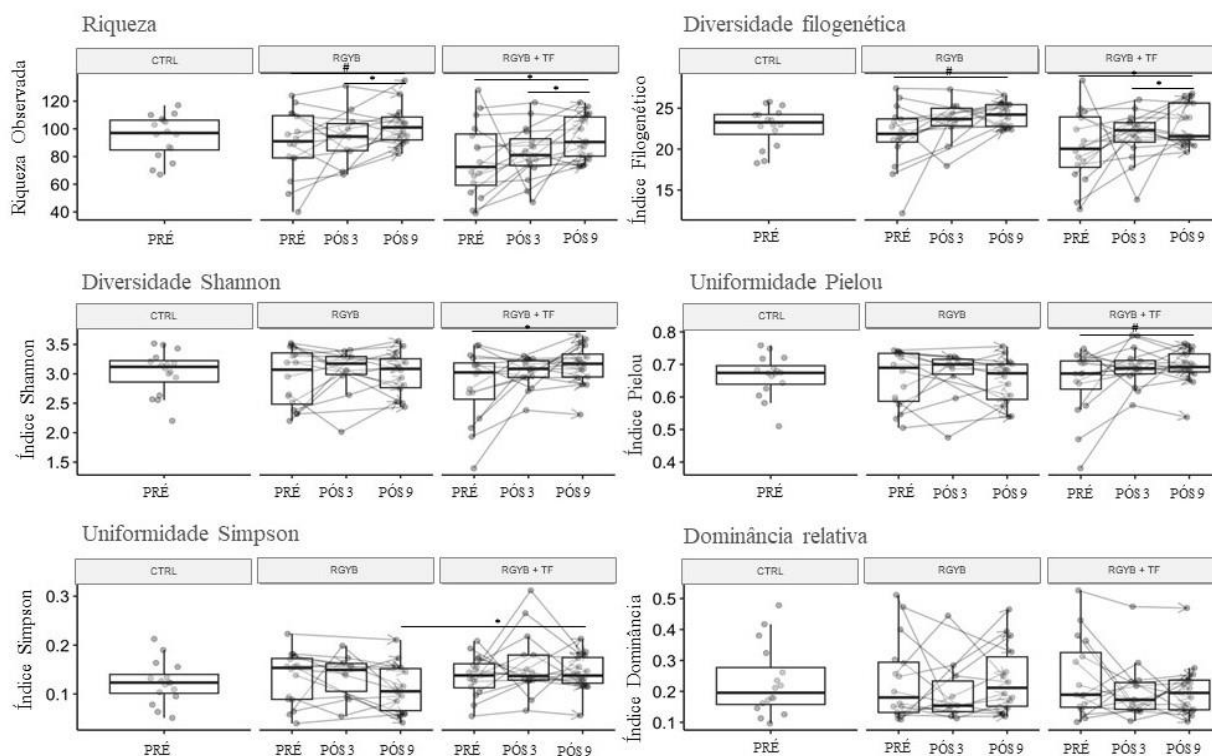 Riqueza Diversidade filogenética
CTRL RGYB RGYB + TF CTRL RGYB RGYB + TF
# * * * # * *
Riqueza Observada
120
100
80
60
40
Índice Filogenético
25
20
15
PRÉ PRÉ PÓS 3 PÓS 9 PRÉ PÓS 3 PÓS 9 PRÉ PRÉ PÓS 3 PÓS 9 PRÉ PÓS 3 PÓS 9
Diversidade Shannon Uniformidade Pielou
CTRL RGYB RGYB + TF CTRL RGYB RGYB + TF
* #
Índice Shannon
3.5
3.0
2.5
2.0
1.5
Índice Pielou
0.8
0.7
0.6
0.5
0.4
PRÉ PRÉ PÓS 3 PÓS 9 PRÉ PÓS 3 PÓS 9 PRÉ PRÉ PÓS 3 PÓS 9 PRÉ PÓS 3 PÓS 9
Uniformidade Simpson Dominância relativa
CTRL RGYB RGYB + TF CTRL RGYB RGYB + TF
*
Índice Simpson
0.3
0.2
0.1
Índice Dominância
0.5
0.4
0.3
0.2
0.1
PRÉ PRÉ PÓS 3 PÓS 9 PRÉ PÓS 3 PÓS 9 PRÉ PRÉ PÓS 3 PÓS 9 PRÉ PÓS 3 PÓS 9